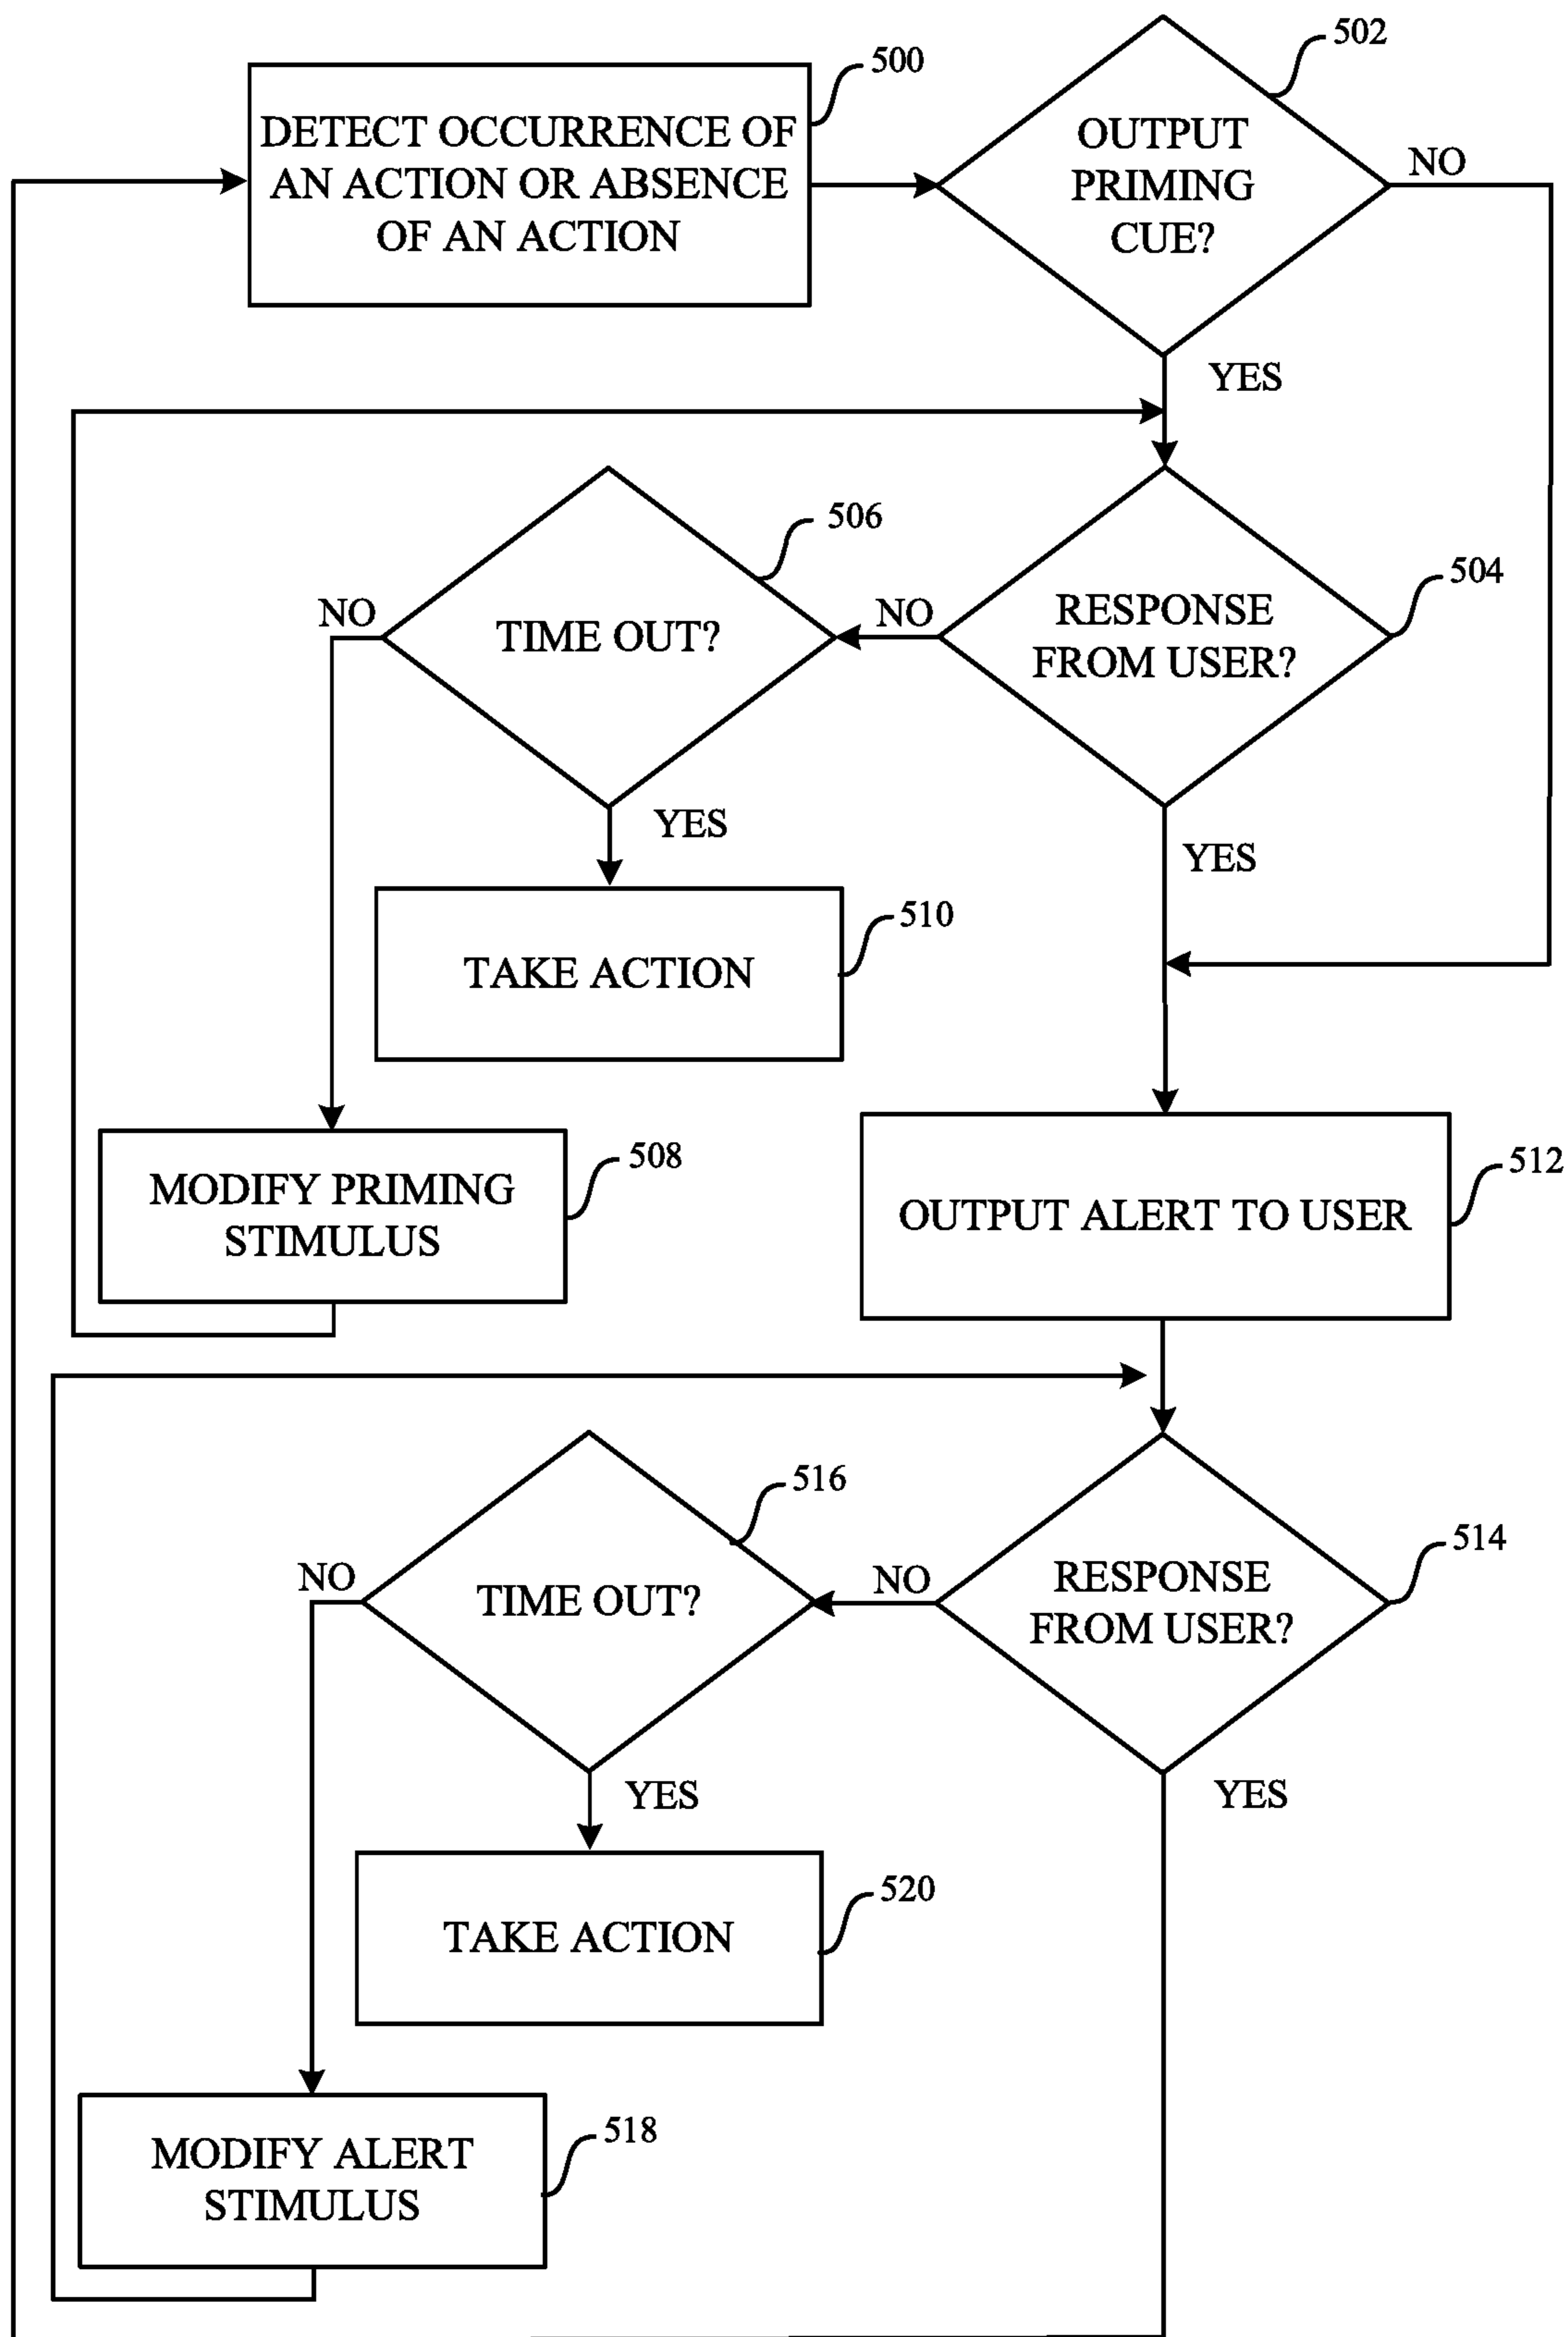 500
DETECT OCCURRENCE OF
AN ACTION OR ABSENCE
OF AN ACTION
502
OUTPUT
PRIMING
CUE?
NO
YES
506
TIME OUT?
NO
YES
504
RESPONSE
FROM USER?
NO
YES
510
TAKE ACTION
508
MODIFY PRIMING
STIMULUS
512
OUTPUT ALERT TO USER
516
TIME OUT?
NO
YES
514
RESPONSE
FROM USER?
NO
YES
520
TAKE ACTION
518
MODIFY ALERT
STIMULUS